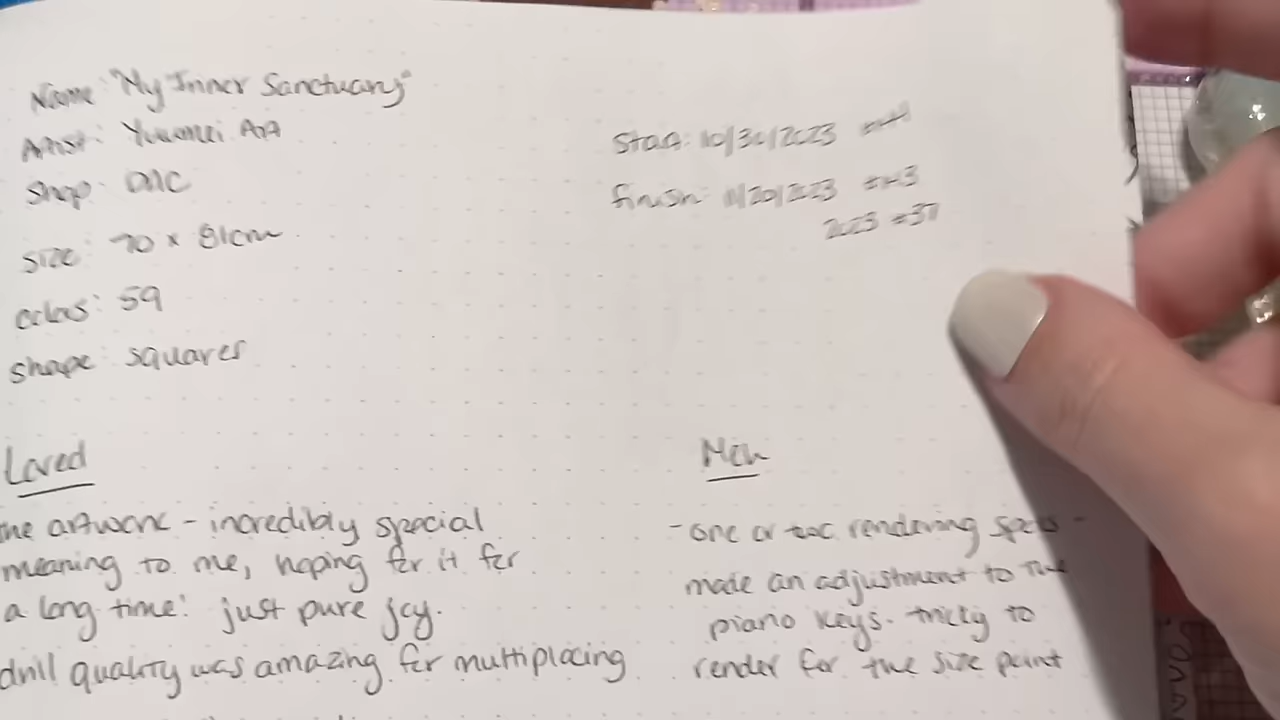 Name: "My Inner Sanctuary"
Artist: Yuumei Art
Shop: DAC
Size: 70 x 81cm
colors: 59
shape: squares
Start: 10/30/2023
finish: 11/20/2023
2023 = 37
Loved
the artwork - incredibly special
meaning to me, hoping for it for
a long time! just pure joy.
drill quality was amazing for multiplacing
Meh
- one or two rendering spots -
made an adjustment to the
piano keys. tricky to
render for the size paint